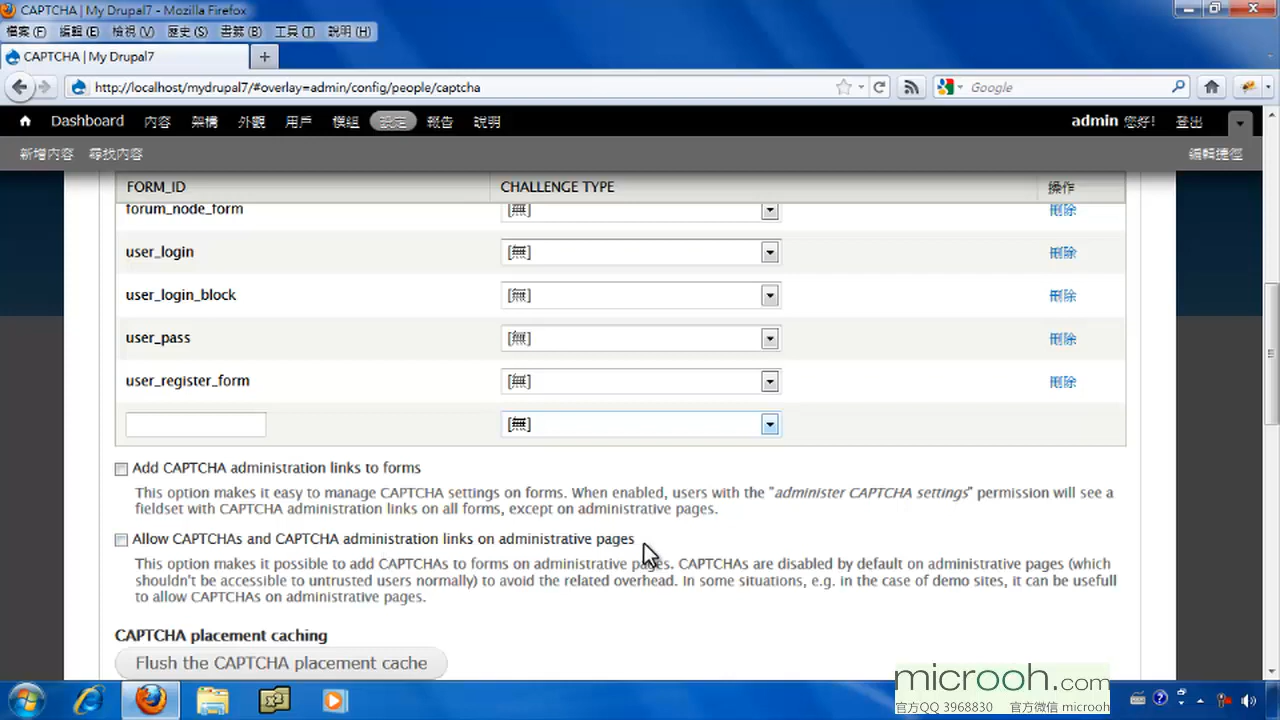 CAPTCHA | My Drupal7 - Mozilla Firefox
檔案(F) 編輯(E) 檢視(V) 歷史(S) 書籤(B) 工具(T) 說明(H)
CAPTCHA | My Drupal7
http://localhost/mydrupal7/#overlay=admin/config/people/captcha
Google
Dashboard 內容 架構 外觀 用戶 模組 設定 報告 說明
admin 您好! 登出
新增內容 尋找內容
編輯捷徑
FORM_ID CHALLENGE TYPE 操作
forum_node_form [無] 刪除
user_login [無] 刪除
user_login_block [無] 刪除
user_pass [無] 刪除
user_register_form [無] 刪除
[無]
Add CAPTCHA administration links to forms
This option makes it easy to manage CAPTCHA settings on forms. When enabled, users with the "administer CAPTCHA settings" permission will see a
fieldset with CAPTCHA administration links on all forms, except on administrative pages.
Allow CAPTCHAs and CAPTCHA administration links on administrative pages
This option makes it possible to add CAPTCHAs to forms on administrative pages. CAPTCHAs are disabled by default on administrative pages (which
shouldn't be accessible to untrusted users normally) to avoid the related overhead. In some situations, e.g. in the case of demo sites, it can be usefull
to allow CAPTCHAs on administrative pages.
CAPTCHA placement caching
Flush the CAPTCHA placement cache
microoh.com
官方QQ 3968830 官方微信 microoh